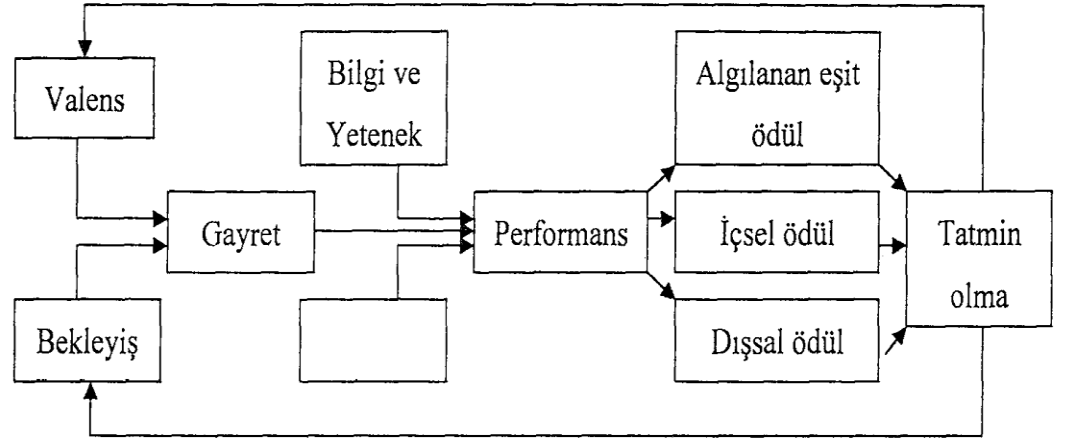 Valens
Bilgi ve
Yetenek
Algılanan eşit
ödül
Gayret
Performans
İçsel ödül
Tatmin
olma
Bekleyiş
Dışsal ödül